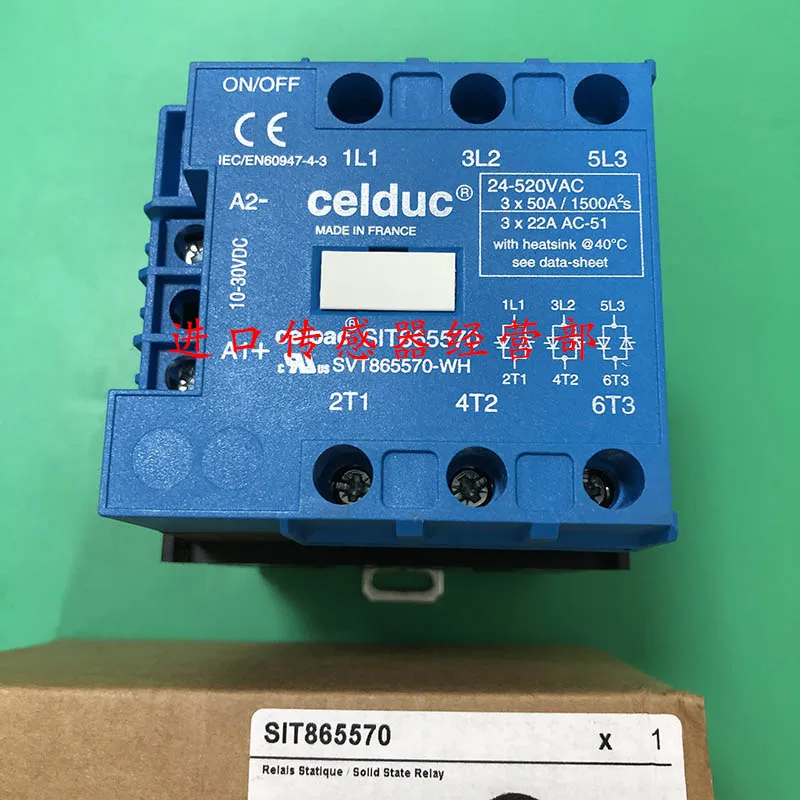 ON/OFF
CE
IEC/EN60947-4-3
1L1 3L2 5L3
A2-
celduc®
MADE IN FRANCE
24-520VAC
3 x 50A / 1500A²s
3 x 22A AC-51
with heatsink @40°C
see data-sheet
10-30VDC
1L1 3L2 5L3
进口传感器经营部
celpac® SIT865570
A1+
c US SVT865570-WH
2T1 4T2 6T3
2T1 4T2 6T3
SIT865570 x 1
Relais Statique / Solid State Relay